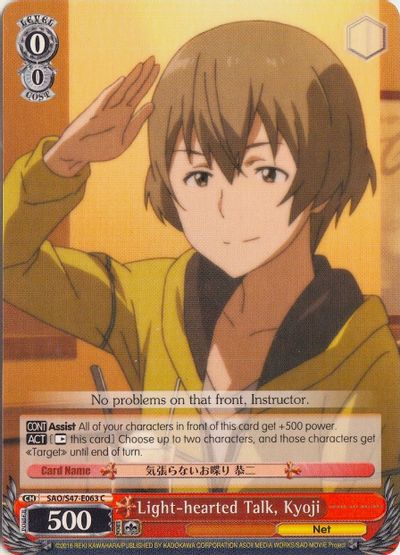 LEVEL
0
0
COST
No problems on that front, Instructor.
CONT Assist All of your characters in front of this card get +500 power.
ACT [ this card] Choose up to two characters, and those characters get
«Target» until end of turn.
Card Name 気張らないお喋り 恭二
CH SAO/S47-E063 C
500
Light-hearted Talk, Kyoji
Net
©2016 REKI KAWAHARA/PUBLISHED BY KADOKAWA CORPORATION ASCII MEDIA WORKS/SAO MOVIE Project